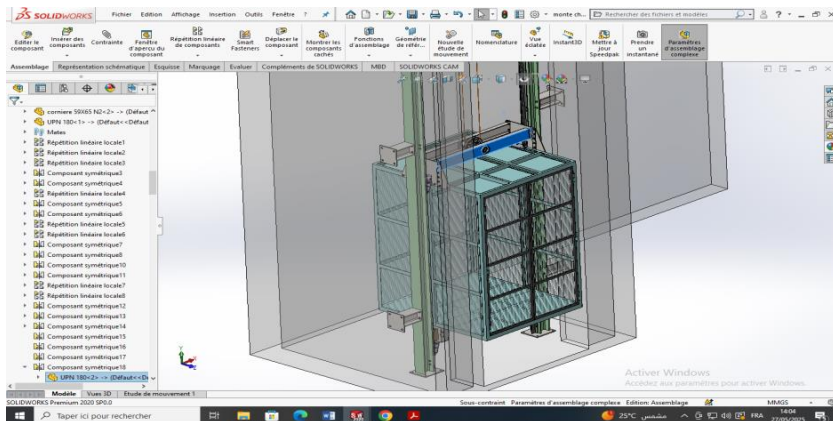 SOLIDWORKS Fichier Edition Affichage Insertion Outils Fenêtre ? monte ch... Rechercher des fichiers et modèles
Editer le composant
Insérer des composants
Contrainte
Fenêtre d'aperçu du composant
Répétition linéaire de composants
Smart Fasteners
Déplacer le composant
Montrer les composants cachés
Fonctions d'assemblage
Géométrie de référ...
Nouvelle étude de mouvement
Nomenclature
Vue éclatée
Instant3D
Mettre à jour Speedpak
Prendre un instantané
Paramètres d'assemblage complexe
Assemblage Représentation schématique Esquisse Marquage Evaluer Compléments de SOLIDWORKS MBD SOLIDWORKS CAM
corniere 59X65 N2<2> -> (Défaut
UPN 180<1> -> (Défaut<<Défaut
Mates
Répétition linéaire locale1
Répétition linéaire locale2
Répétition linéaire locale3
Composant symétrique3
Composant symétrique4
Répétition linéaire locale4
Composant symétrique5
Composant symétrique6
Répétition linéaire locale5
Répétition linéaire locale6
Composant symétrique7
Composant symétrique8
Composant symétrique10
Composant symétrique11
Répétition linéaire locale7
Répétition linéaire locale8
Composant symétrique12
Composant symétrique13
Composant symétrique14
Composant symétrique15
Composant symétrique16
Composant symétrique17
Composant symétrique18
UPN 180<2> -> (Défaut<<Dé
Activer Windows
Accédez aux paramètres pour activer Windows.
Modèle Vues 3D Etude de mouvement 1
SOLIDWORKS Premium 2020 SP0.0 Sous-contraint Paramètres d'assemblage complexe Edition: Assemblage MMGS
Taper ici pour rechercher 25°C مشمس FRA 14:04
27/05/2025